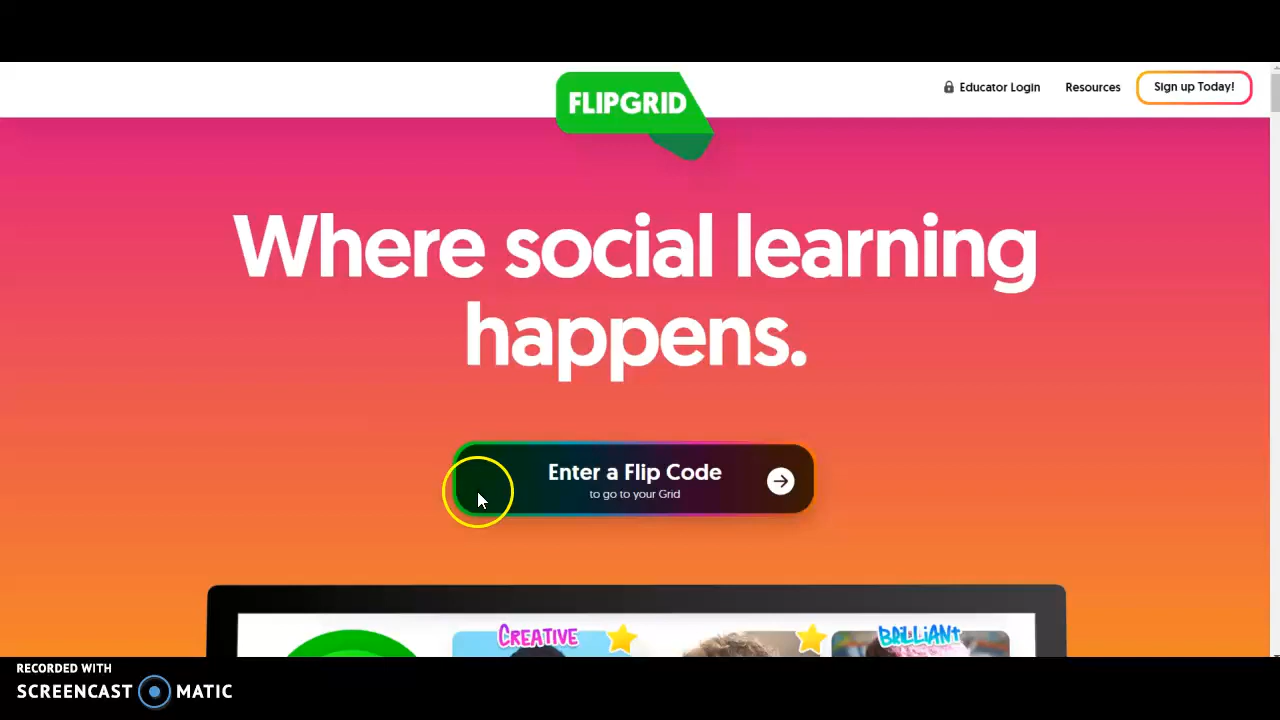 Educator Login Resources Sign up Today!
FLIPGRID
Where social learning
happens.
Enter a Flip Code
to go to your Grid
CREATIVE BRILLIANT
RECORDED WITH
SCREENCAST MATIC